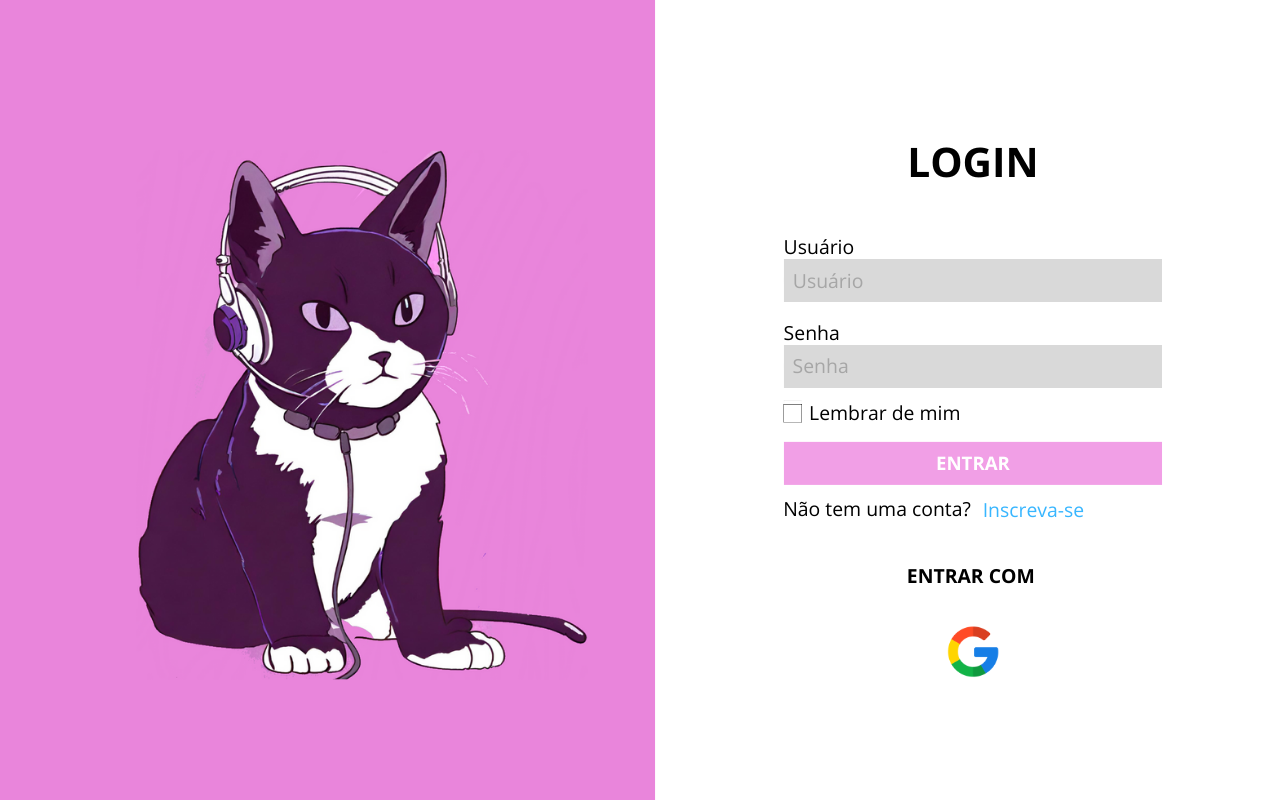 LOGIN
Usuário
Usuário
Senha
Senha
Lembrar de mim
ENTRAR
Não tem uma conta? Inscreva-se
ENTRAR COM